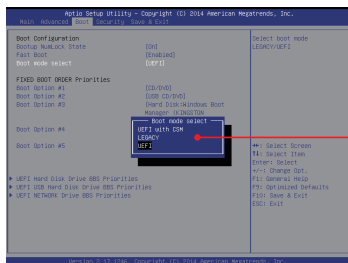 Aptio Setup Utility - Copyright (C) 2014 American Megatrends, Inc.
Main Advanced Boot Security Save & Exit
Boot Configuration
Bootup NumLock State [On]
Fast Boot [Enabled]
Boot mode select [UEFI]
FIXED BOOT ORDER Priorities
Boot Option #1 [CD/DVD]
Boot Option #2 [USB CD/DVD]
Boot Option #3 [Hard Disk:Windows Boot
Manager (KINGSTON
Boot mode select
Boot Option #4
UEFI with CSM
LEGACY
Boot Option #5
UEFI
UEFI Hard Disk Drive BBS Priorities
UEFI USB Hard Disk Drive BBS Priorities
UEFI NETWORK Drive BBS Priorities
Select boot mode
LEGACY/UEFI
→←: Select Screen
↑↓: Select Item
Enter: Select
+/-: Change Opt.
F1: General Help
F9: Optimized Defaults
F10: Save & Exit
ESC: Exit
Version 2.17.1246. Copyright (C) 2014 American Megatrends, Inc.